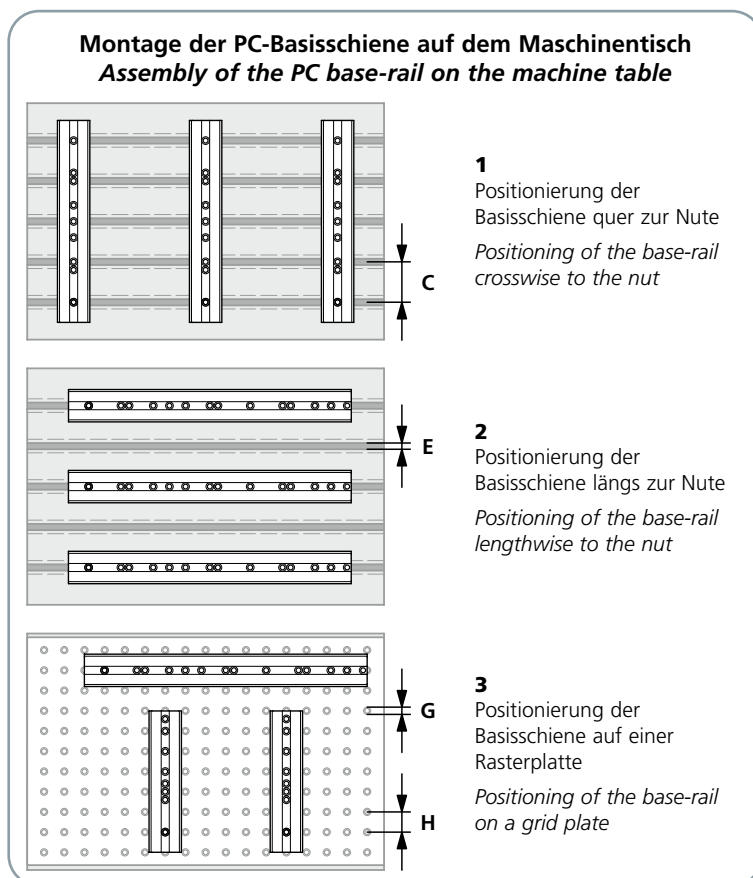 Montage der PC-Basisschiene auf dem Maschinentisch
Assembly of the PC base-rail on the machine table
1
Positionierung der
Basisschiene quer zur Nute
Positioning of the base-rail
crosswise to the nut
C
2
Positionierung der
Basisschiene längs zur Nute
Positioning of the base-rail
lengthwise to the nut
E
3
Positionierung der
Basisschiene auf einer
Rasterplatte
Positioning of the base-rail
on a grid plate
G
H